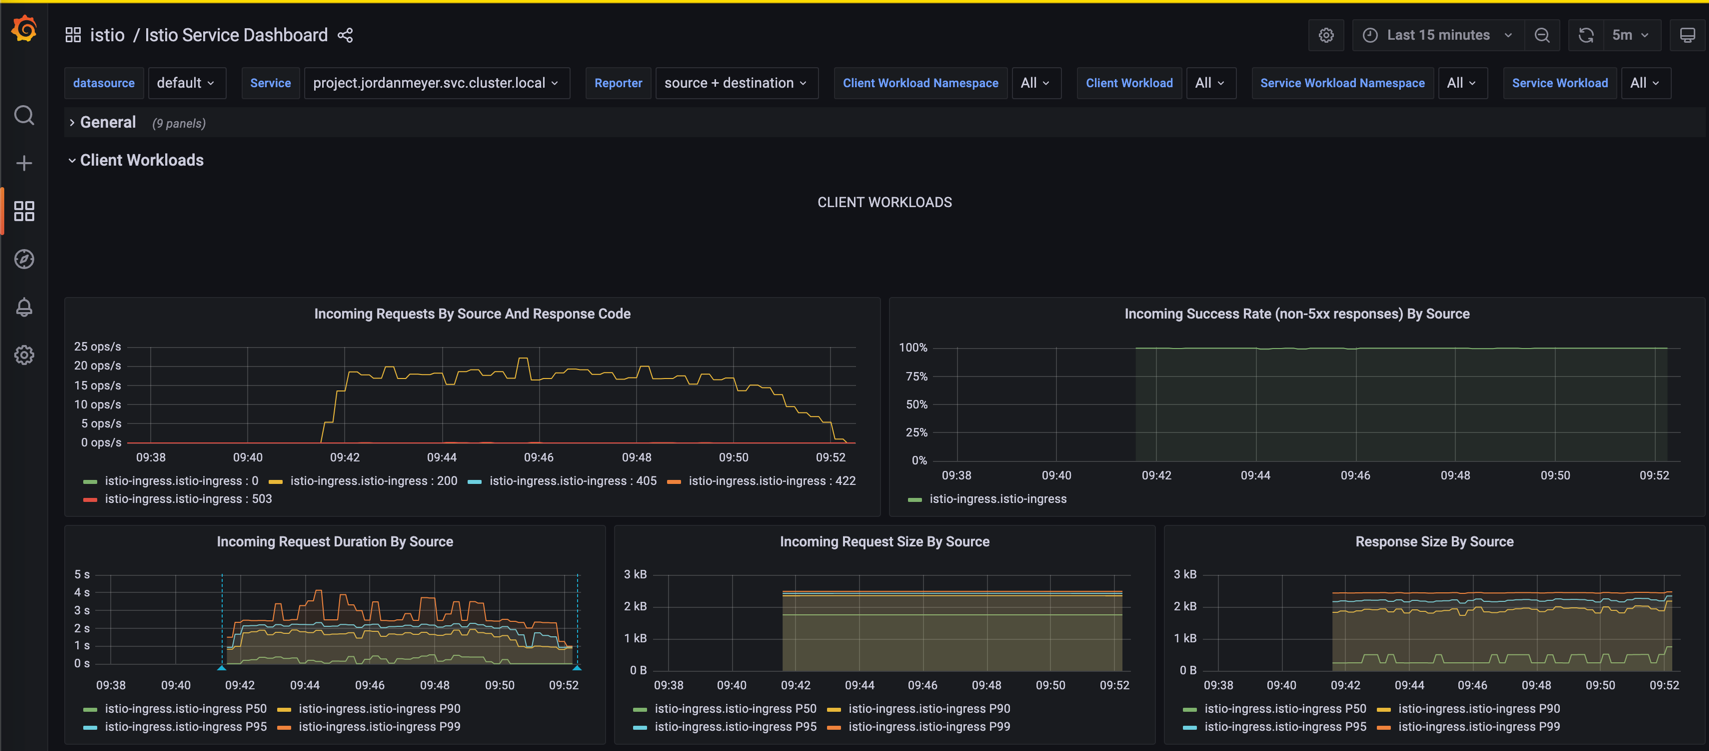 istio / Istio Service Dashboard
Last 15 minutes
5m
datasource default Service project.jordanmeyer.svc.cluster.local Reporter source + destination Client Workload Namespace All Client Workload All Service Workload Namespace All Service Workload All
General (9 panels)
Client Workloads
CLIENT WORKLOADS
Incoming Requests By Source And Response Code
25 ops/s
20 ops/s
15 ops/s
10 ops/s
5 ops/s
0 ops/s
09:38 09:40 09:42 09:44 09:46 09:48 09:50 09:52
istio-ingress.istio-ingress : 0 istio-ingress.istio-ingress : 200 istio-ingress.istio-ingress : 405 istio-ingress.istio-ingress : 422
istio-ingress.istio-ingress : 503
Incoming Success Rate (non-5xx responses) By Source
100%
75%
50%
25%
0%
09:38 09:40 09:42 09:44 09:46 09:48 09:50 09:52
istio-ingress.istio-ingress
Incoming Request Duration By Source
5 s
4 s
3 s
2 s
1 s
0 s
09:38 09:40 09:42 09:44 09:46 09:48 09:50 09:52
istio-ingress.istio-ingress P50 istio-ingress.istio-ingress P90
istio-ingress.istio-ingress P95 istio-ingress.istio-ingress P99
Incoming Request Size By Source
3 kB
2 kB
1 kB
0 B
09:38 09:40 09:42 09:44 09:46 09:48 09:50 09:52
istio-ingress.istio-ingress P50 istio-ingress.istio-ingress P90
istio-ingress.istio-ingress P95 istio-ingress.istio-ingress P99
Response Size By Source
3 kB
2 kB
1 kB
0 B
09:38 09:40 09:42 09:44 09:46 09:48 09:50 09:52
istio-ingress.istio-ingress P50 istio-ingress.istio-ingress P90
istio-ingress.istio-ingress P95 istio-ingress.istio-ingress P99